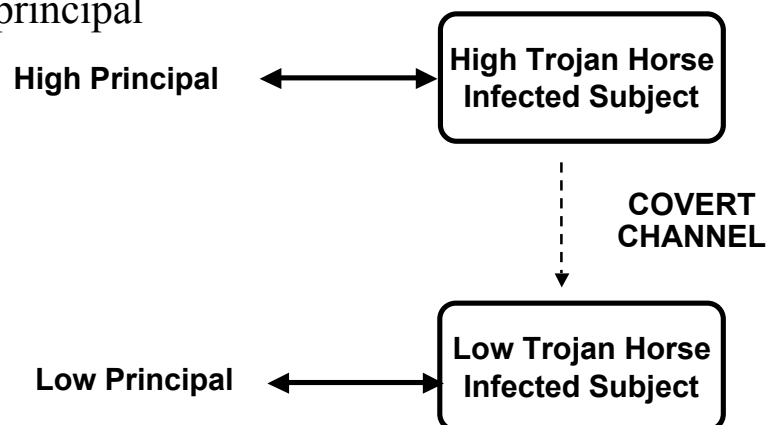 principal
High Principal
High Trojan Horse
Infected Subject
COVERT
CHANNEL
Low Principal
Low Trojan Horse
Infected Subject